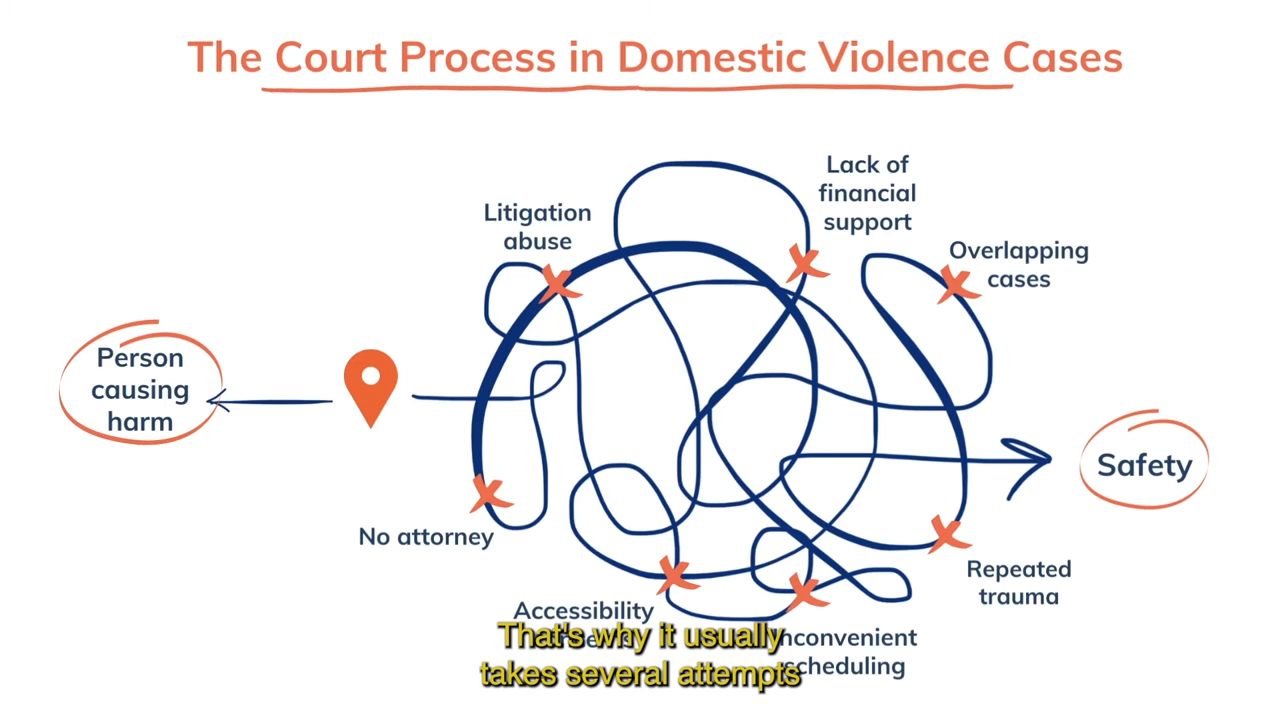 The Court Process in Domestic Violence Cases
Lack of
financial
support
Litigation
abuse
Overlapping
cases
Person
causing
harm
Safety
No attorney
Repeated
trauma
Accessibility
Inconvenient
scheduling
That's why it usually
takes several attempts